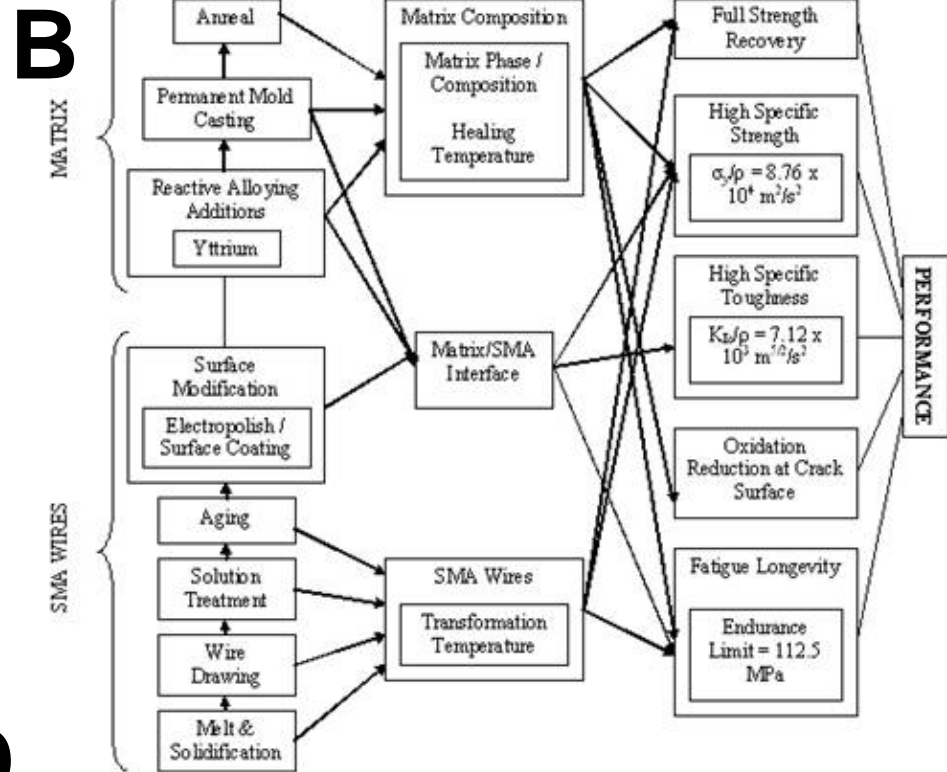 B
MATRIX
Anneal
Permanent Mold
Casting
Reactive Alloying
Additions
Yttrium
SMA WIRES
Surface
Modification
Electropolish /
Surface Coating
Aging
Solution
Treatment
Wire
Drawing
Melt &
Solidification
Matrix Composition
Matrix Phase /
Composition
Healing
Temperature
Matrix/SMA
Interface
SMA Wires
Transformation
Temperature
Full Strength
Recovery
High Specific
Strength
σy/ρ = 8.76 x
10⁴ m²/s²
High Specific
Toughness
= 7.12 x
10³ m⁵ᐟ²/s²
Oxidation
Reduction at Crack
Surface
Fatigue Longevity
Endurance
Limit = 112.5
MPa
PERFORMANCE